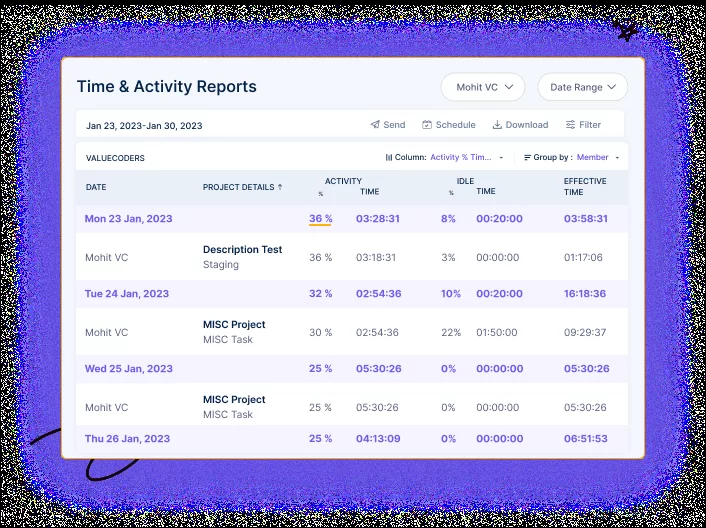 Time & Activity Reports
Mohit VC
Date Range
Jan 23, 2023-Jan 30, 2023
Send
Schedule
Download
Filter
VALUECODERS
Column: Activity % Tim...
Group by : Member
DATE PROJECT DETAILS ↑ ACTIVITY % TIME IDLE % TIME EFFECTIVE TIME
Mon 23 Jan, 2023 36 % 03:28:31 8% 00:20:00 03:58:31
Description Test
Mohit VC 36 % 03:18:31 3% 00:00:00 01:17:06
Staging
Tue 24 Jan, 2023 32 % 02:54:36 10% 00:20:00 16:18:36
MISC Project
Mohit VC 30 % 02:54:36 22% 01:50:00 09:29:37
MISC Task
Wed 25 Jan, 2023 25 % 05:30:26 0% 00:00:00 05:30:26
MISC Project
Mohit VC 25 % 05:30:26 0% 00:00:00 05:30:26
MISC Task
Thu 26 Jan, 2023 25 % 04:13:09 0% 00:00:00 06:51:53